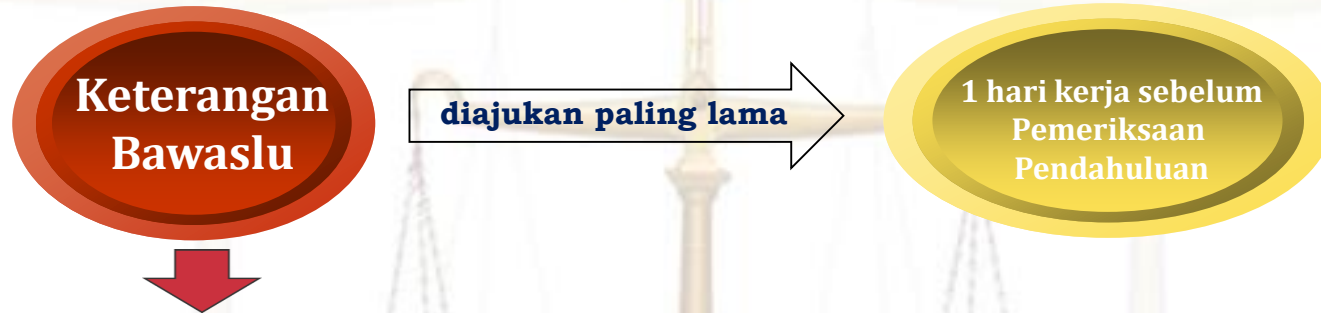 Keterangan
Bawaslu
diajukan paling lama
1 hari kerja sebelum
Pemeriksaan
Pendahuluan